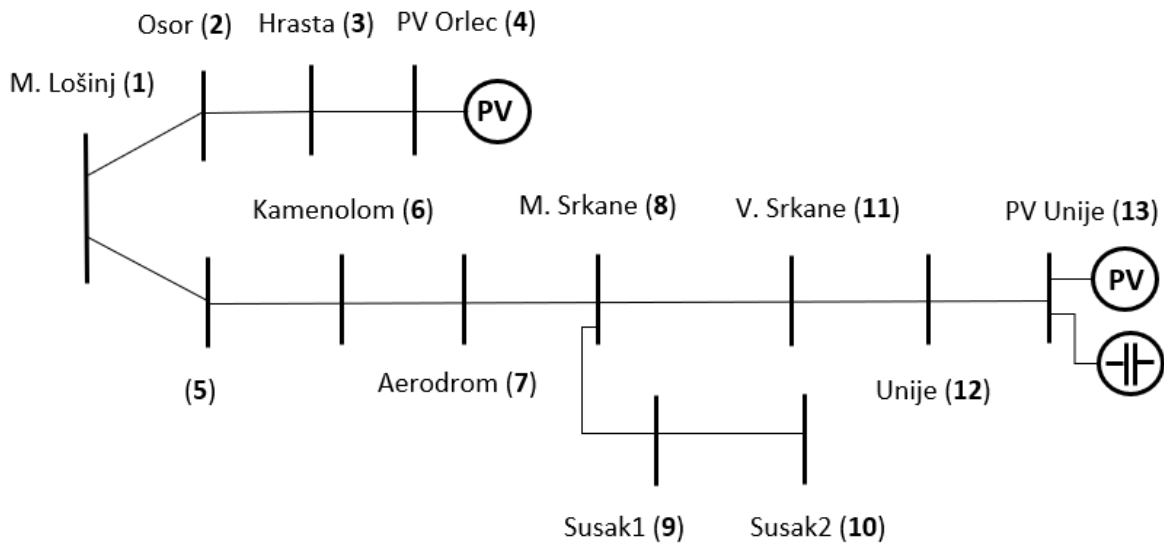 Osor (2)
Hrasta (3)
PV Orlec (4)
M. Lošinj (1)
PV
Kamenolom (6)
M. Srkane (8)
V. Srkane (11)
PV Unije (13)
PV
(5)
Aerodrom (7)
Unije (12)
Susak1 (9)
Susak2 (10)